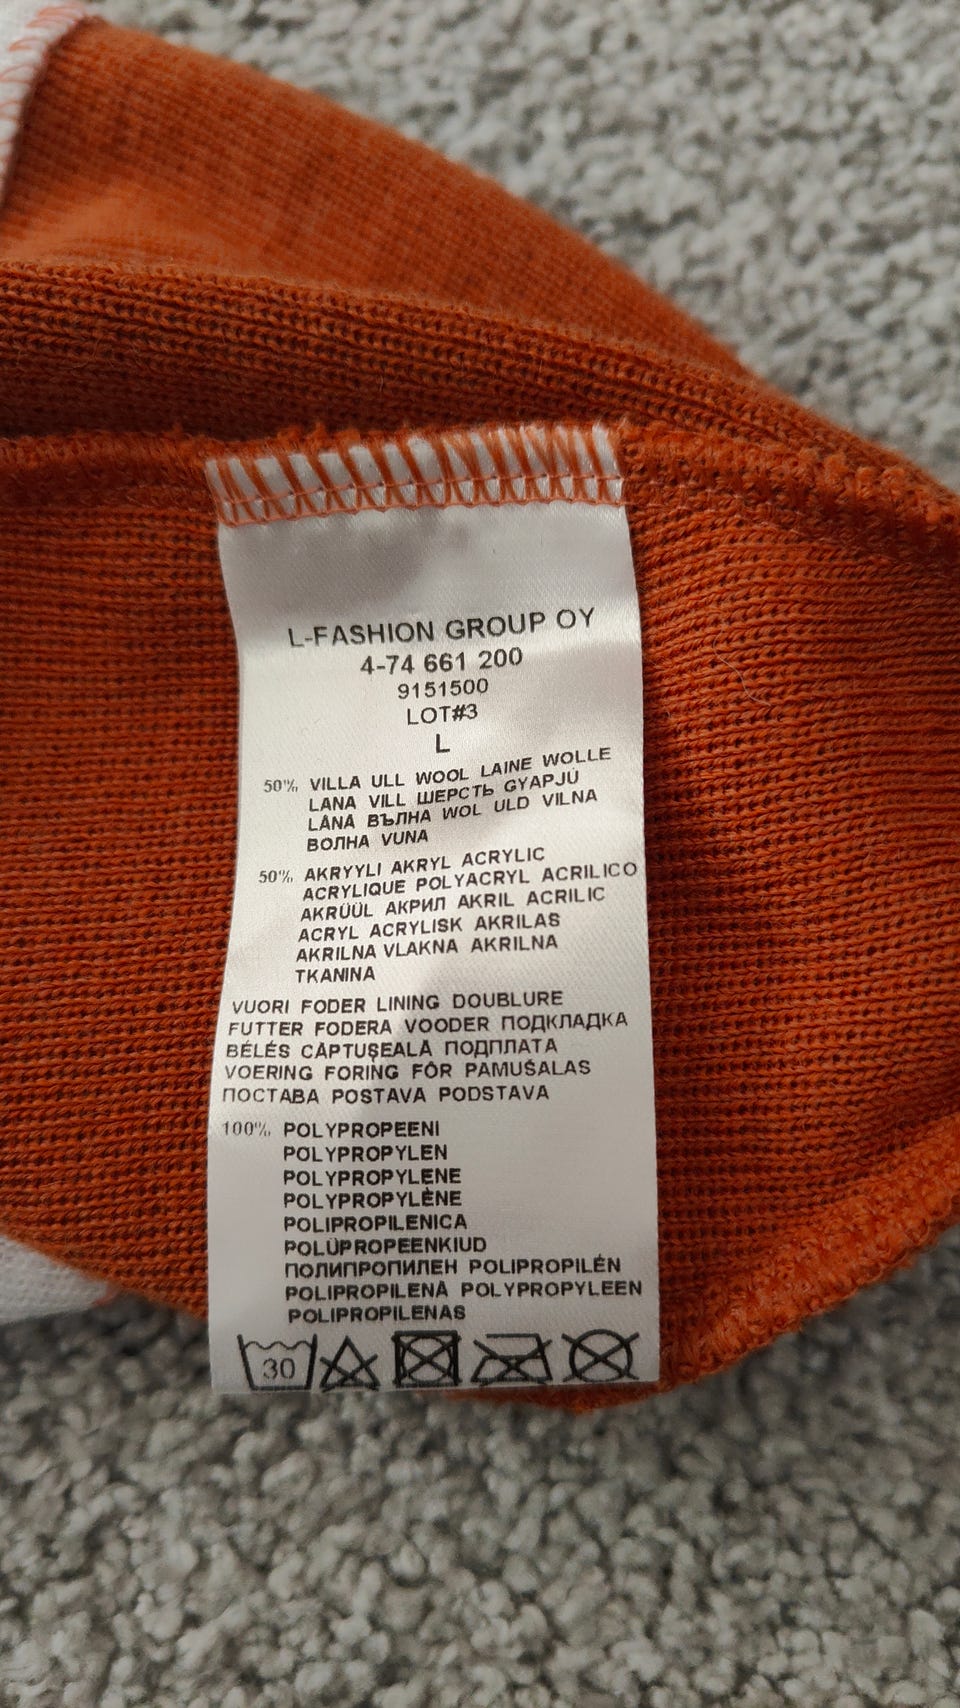 L-FASHION GROUP OY
4-74 661 200
9151500
LOT#3
L
50% VILLA ULL WOOL LAINE WOLLE
LANA VILL ШЕРСТЬ GYAPJÚ
LÂNÂ ВЪЛНА WOL ULD VILNA
ВОЛНА VUNA
50% AKRYYLI AKRYL ACRYLIC
ACRYLIQUE POLYACRYL ACRILICO
AKRÜÜL АКРИЛ AKRIL ACRILIC
ACRYL ACRYLISK AKRILAS
AKRILNA VLAKNA AKRILNA
TKANINA
VUORI FODER LINING DOUBLURE
FUTTER FODERA VOODER ПОДКЛАДКА
BÉLÉS CĂPTUŞEALĂ ПОДПЛАТА
VOERING FORING FÔR PAMUŠALAS
ПОСТАВА POSTAVA PODSTAVA
100% POLYPROPEENI
POLYPROPYLEN
POLYPROPYLENE
POLYPROPYLÈNE
POLIPROPILENICA
POLÜPROPEENKIUD
ПОЛИПРОПИЛЕН POLIPROPILÉN
POLIPROPILENĂ POLYPROPYLEEN
POLIPROPILENAS
30